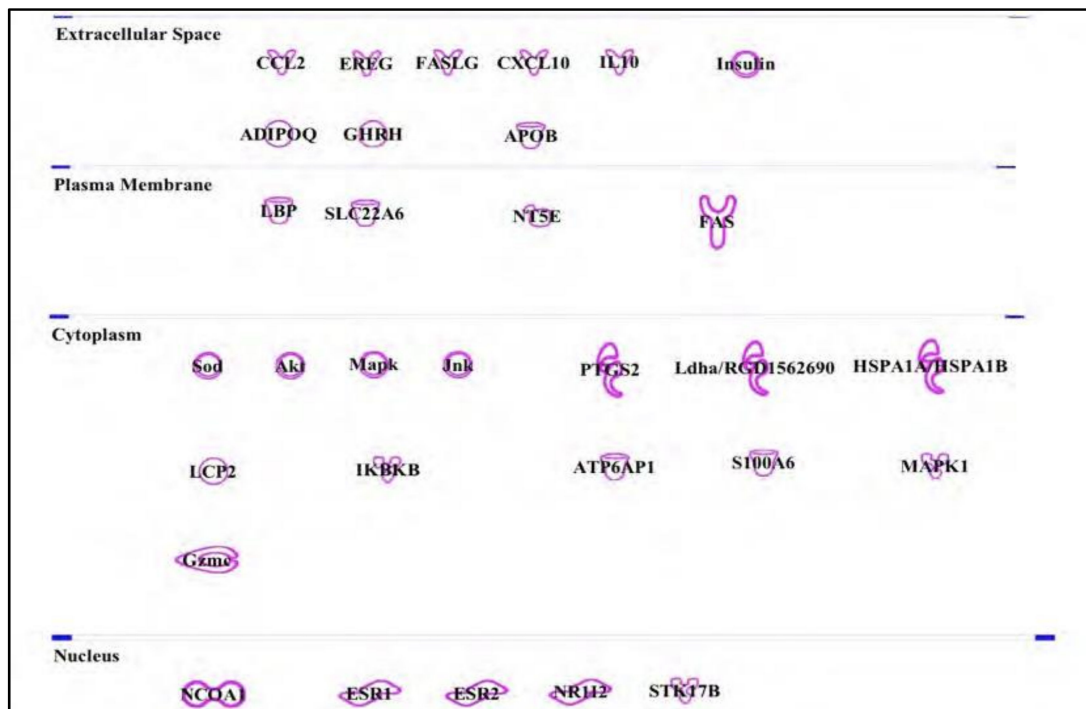 Extracellular Space
CCL2 EREG FASLG CXCL10 IL10 Insulin
ADIPOQ GHRH APOB
Plasma Membrane
LBP SLC22A6 NT5E FAS
Cytoplasm
Sod Akt Mapk Jnk PTGS2 Ldha/RGD1562690 HSPA1A/HSPA1B
LCP2 IKBKB ATP6AP1 S100A6 MAPK1
Gzmc
Nucleus
NCOA1 ESR1 ESR2 NR1I2 STK17B